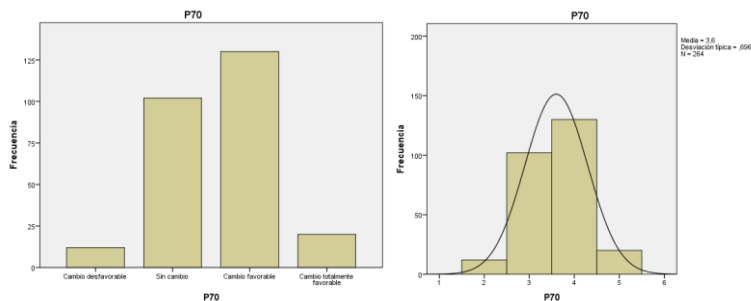 P70
Frecuencia
125
100
75
50
25
0
Cambio desfavorable
Sin cambio
Cambio favorable
Cambio totalmente
favorable
P70
P70
Media = 3,6
Desviación típica = ,696
N = 264
Frecuencia
200
150
100
50
0
1 2 3 4 5 6
P70